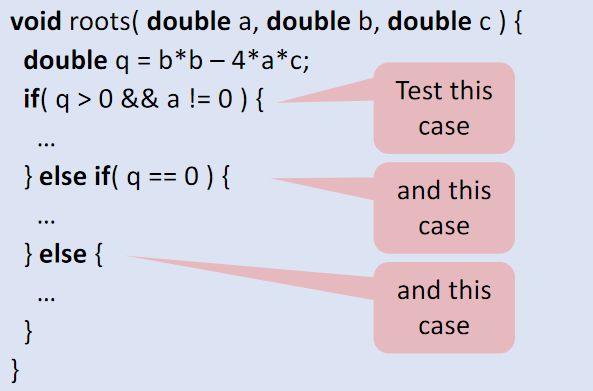 void roots( double a, double b, double c ) {
double q = b*b – 4*a*c;
if( q > 0 && a != 0 ) {
...
} else if( q == 0 ) {
...
} else {
...
}
}
Test this
case
and this
case
and this
case